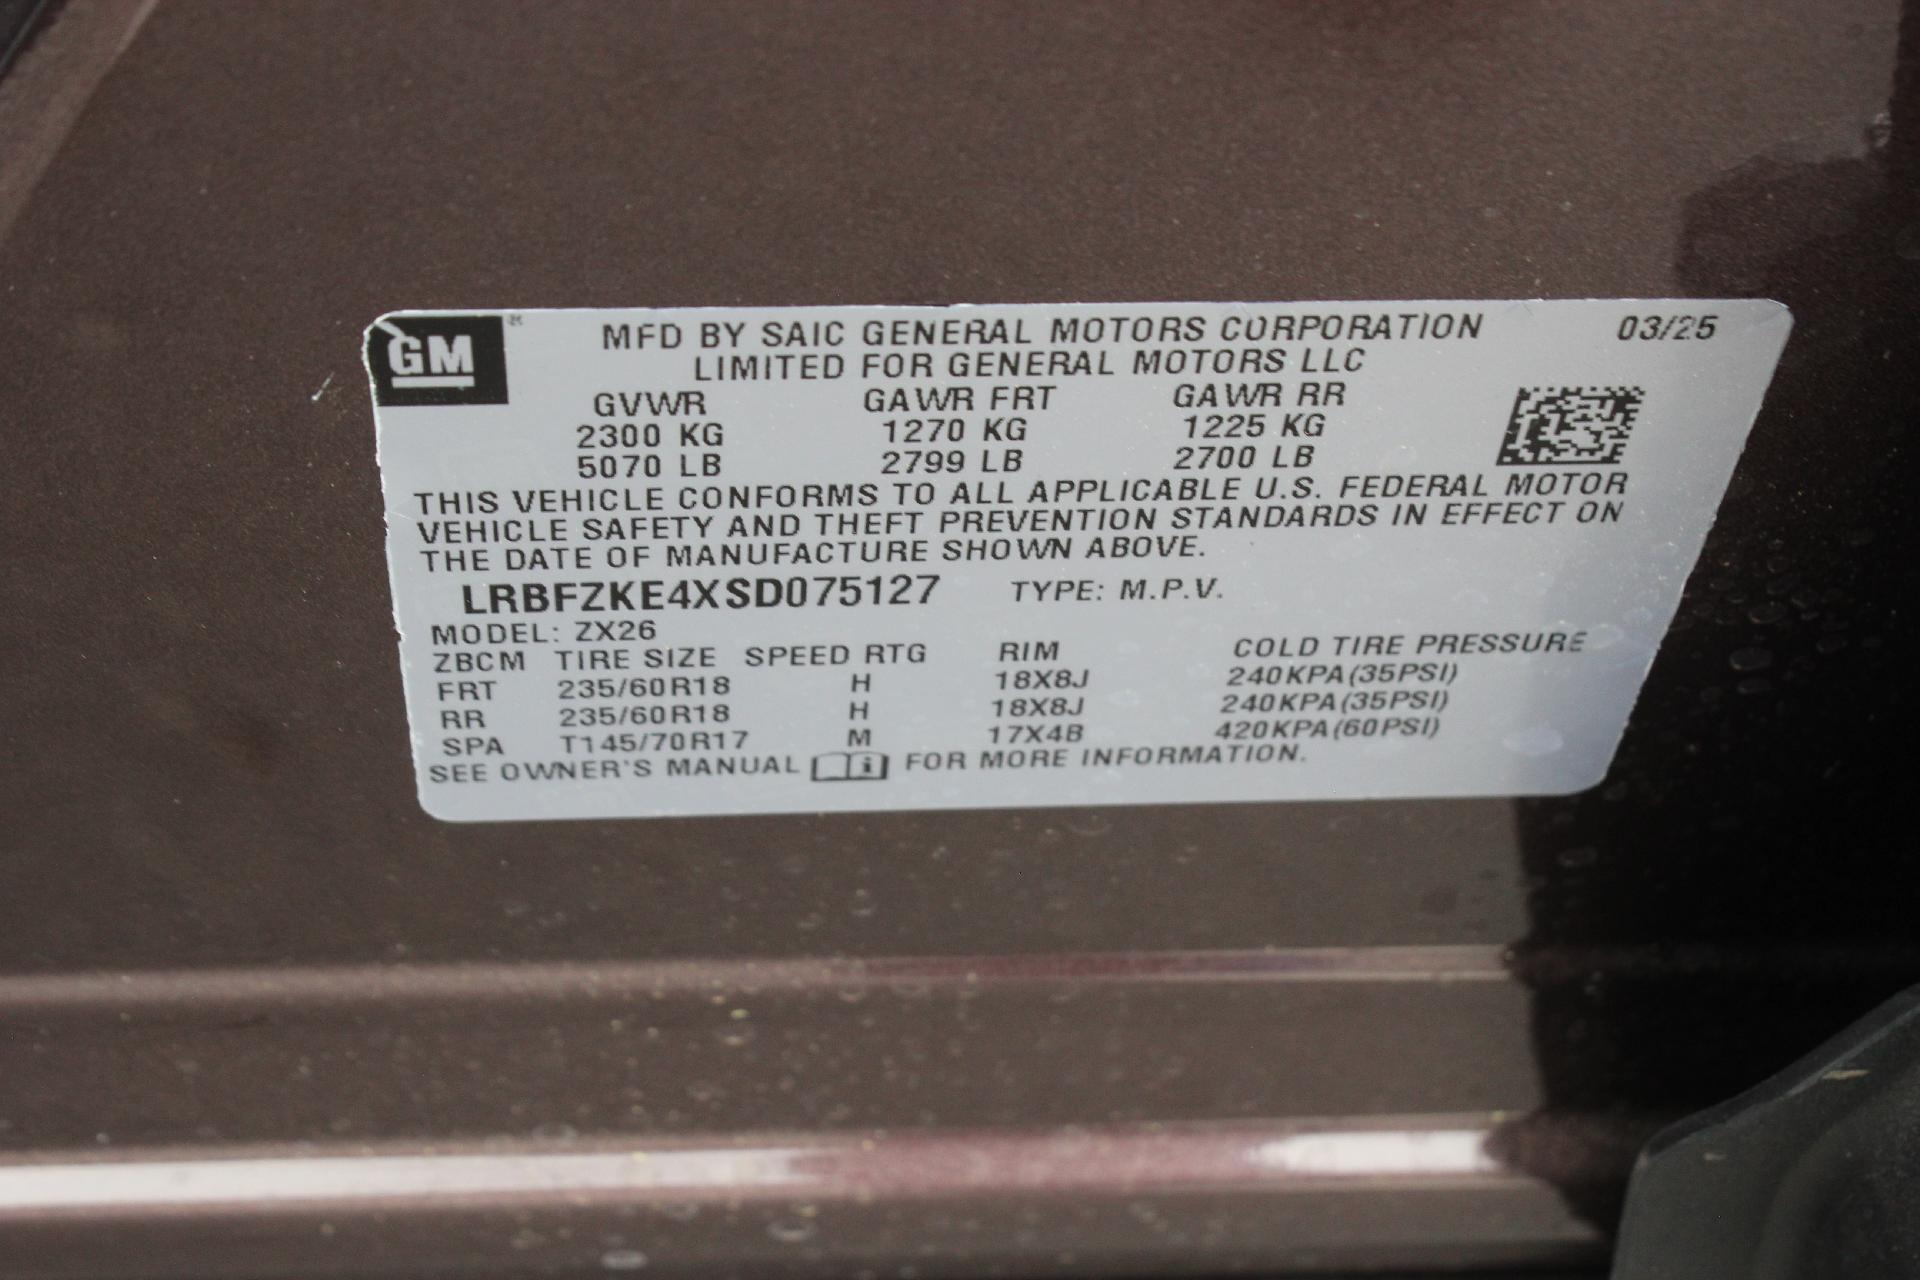 GM
MFD BY SAIC GENERAL MOTORS CORPORATION 03/25
LIMITED FOR GENERAL MOTORS LLC
GVWR GAWR FRT GAWR RR
2300 KG 1270 KG 1225 KG
5070 LB 2799 LB 2700 LB
THIS VEHICLE CONFORMS TO ALL APPLICABLE U.S. FEDERAL MOTOR
VEHICLE SAFETY AND THEFT PREVENTION STANDARDS IN EFFECT ON
THE DATE OF MANUFACTURE SHOWN ABOVE.
LRBFZKE4XSD075127 TYPE: M.P.V.
MODEL: ZX26
ZBCM TIRE SIZE SPEED RTG RIM COLD TIRE PRESSURE
FRT 235/60R18 H 18X8J 240KPA(35PSI)
RR 235/60R18 H 18X8J 240KPA(35PSI)
SPA T145/70R17 M 17X4B 420KPA(60PSI)
SEE OWNER'S MANUAL i FOR MORE INFORMATION.